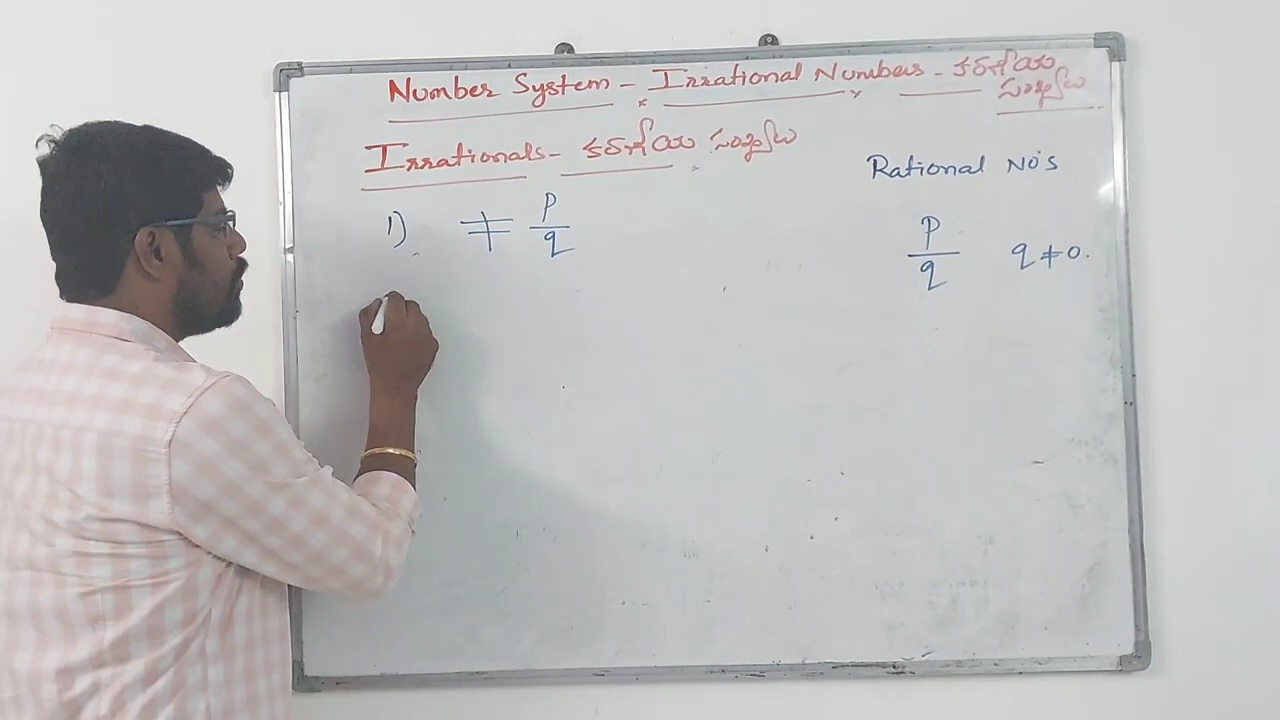 Number System - Irrational Numbers - కరణీయ
సంఖ్యలు
Irrationals - కరణీయ సంఖ్యలు
Rational NO'S
1) ≠ p/q
p/q q ≠ 0.